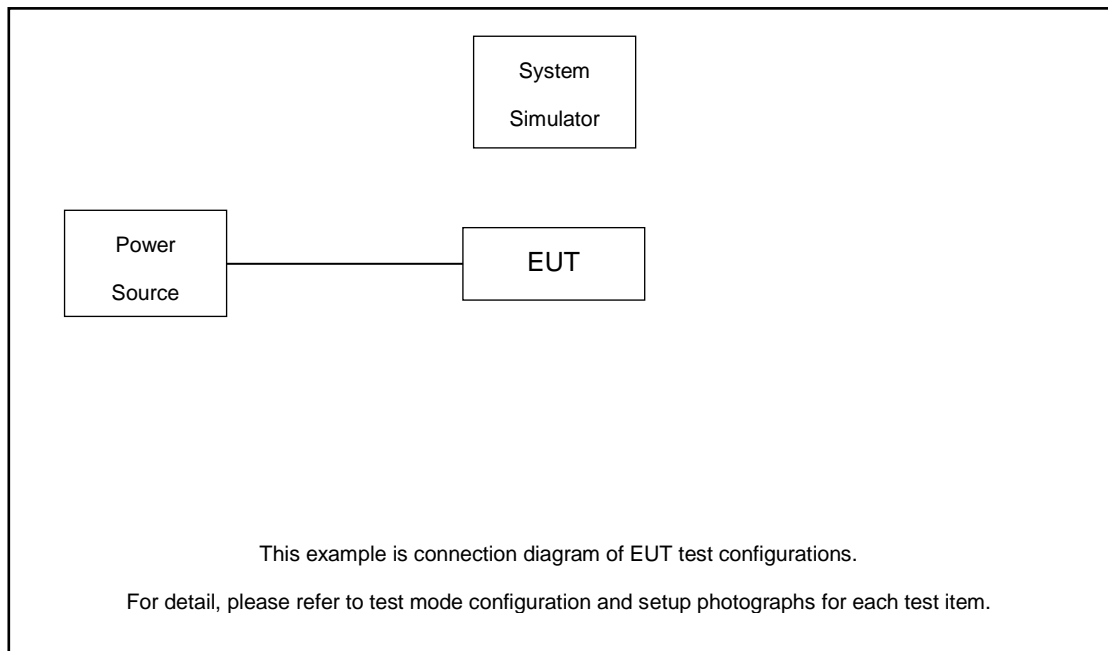 System
Simulator
Power
Source
EUT
This example is connection diagram of EUT test configurations.
For detail, please refer to test mode configuration and setup photographs for each test item.